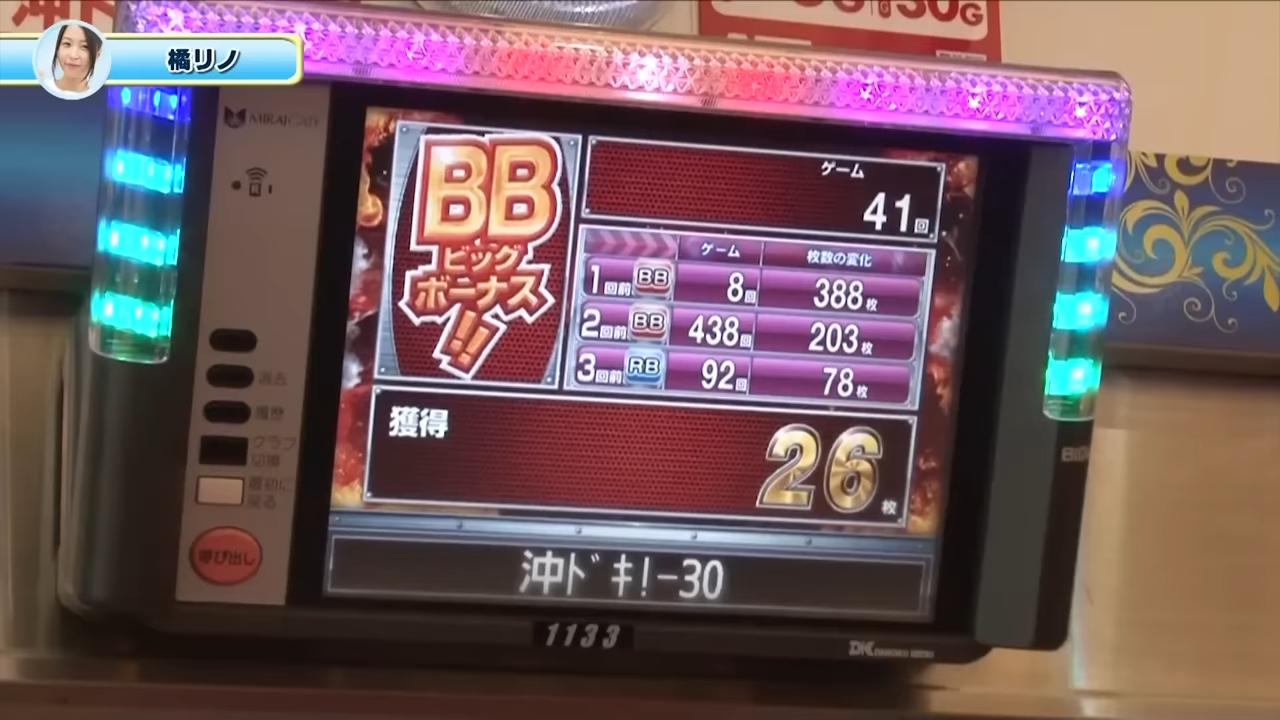 橘リノ
30G
MIRAIGATE
BB
ビッグ
ボーナス
!!
ゲーム
41回
ゲーム 枚数の変化
1回前 BB 8回 388枚
2回前 BB 438回 203枚
3回前 RB 92回 78枚
獲得
26枚
沖ドキ!-30
過去
履歴
グラフ
切換
最初に
戻る
呼び出し
1133
DK